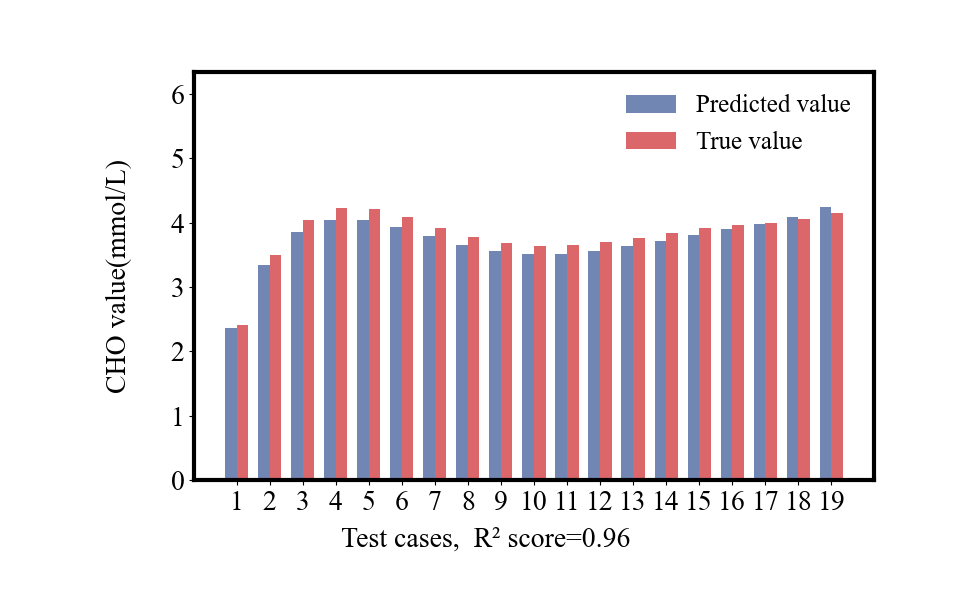 Predicted value
True value
CHO value(mmol/L)
6
5
4
3
2
1
0
1 2 3 4 5 6 7 8 9 10 11 12 13 14 15 16 17 18 19
Test cases,  R² score=0.96